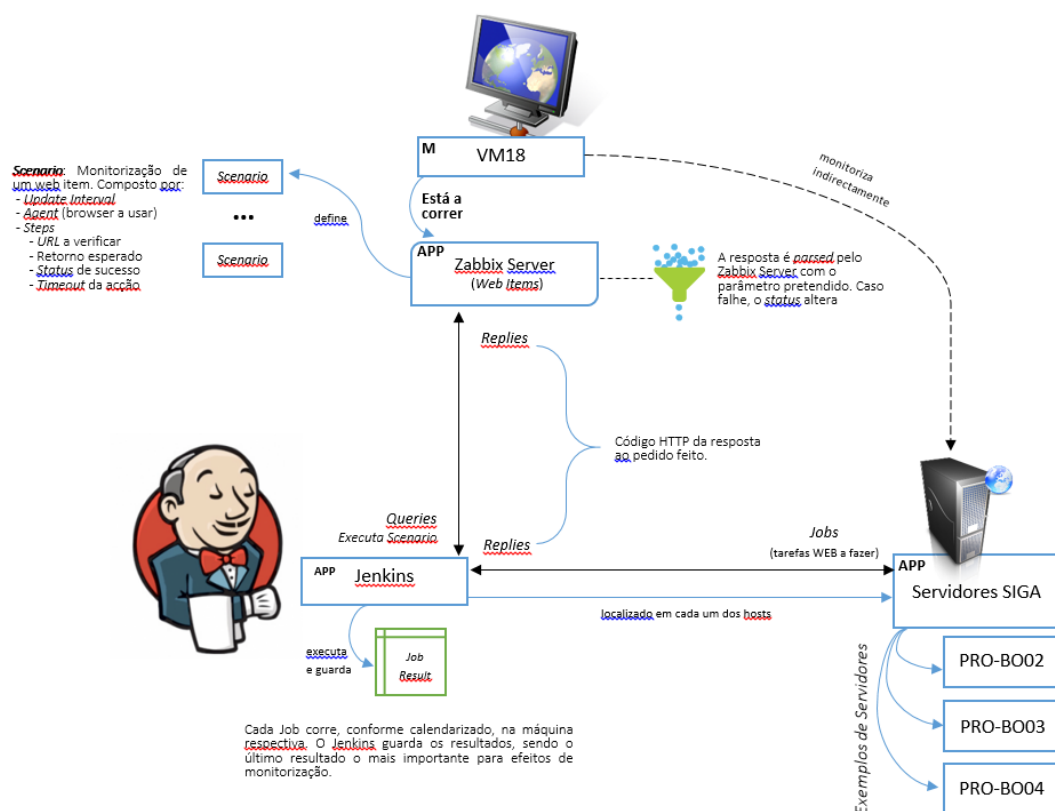 M
VM18
monitoriza
indirectamente
Scenario: Monitorização de
um web item. Composto por:
- Update Interval
- Agent (browser a usar)
- Steps
- URL a verificar
- Retorno esperado
- Status de sucesso
- Timeout da acção
Scenario
...
Scenario
define
Está a
correr
APP
Zabbix Server
(Web Items)
A resposta é parsed pelo
Zabbix Server com o
parâmetro pretendido. Caso
falhe, o status altera
Replies
Código HTTP da resposta
ao pedido feito.
Queries
Executa Scenario
Replies
Jobs
(tarefas WEB a fazer)
APP
Jenkins
APP
Servidores SIGA
localizado em cada um dos hosts
executa
e guarda
Job
Result
Exemplos de Servidores
PRO-BO02
PRO-BO03
PRO-BO04
Cada Job corre, conforme calendarizado, na máquina
respectiva. O Jenkins guarda os resultados, sendo o
último resultado o mais importante para efeitos de
monitorização.